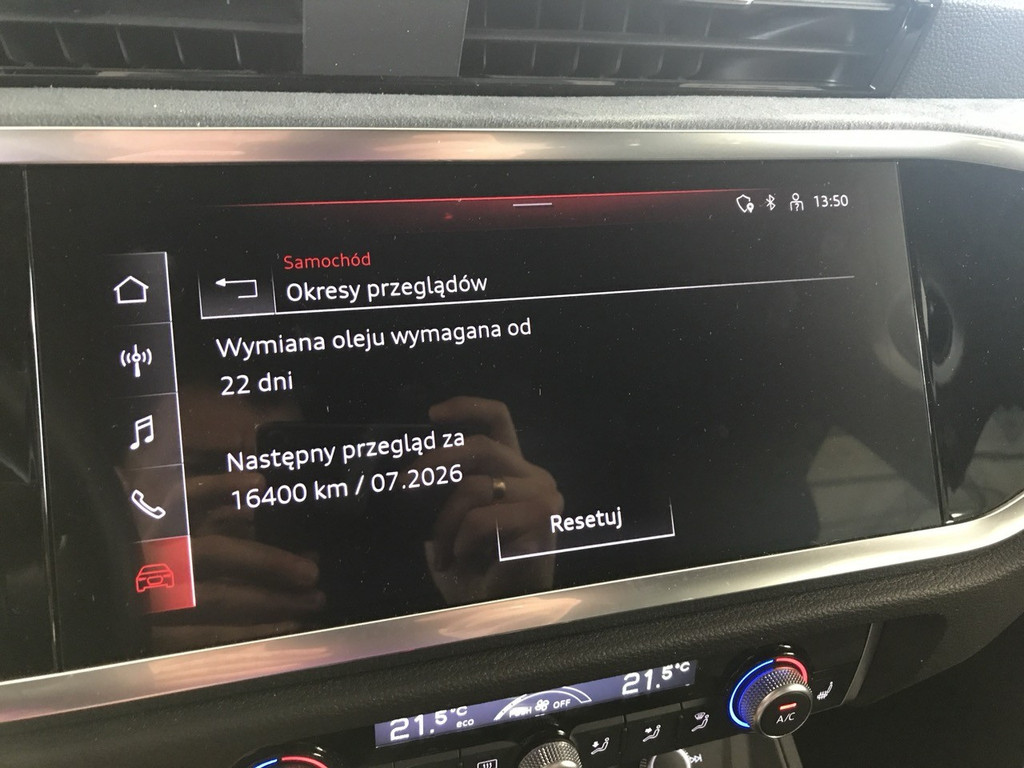 13:50
Samochód
Okresy przeglądów
Wymiana oleju wymagana od
22 dni
Następny przegląd za
16400 km / 07.2026
Resetuj
21.5°C
eco
OFF
21.5°C
A/C